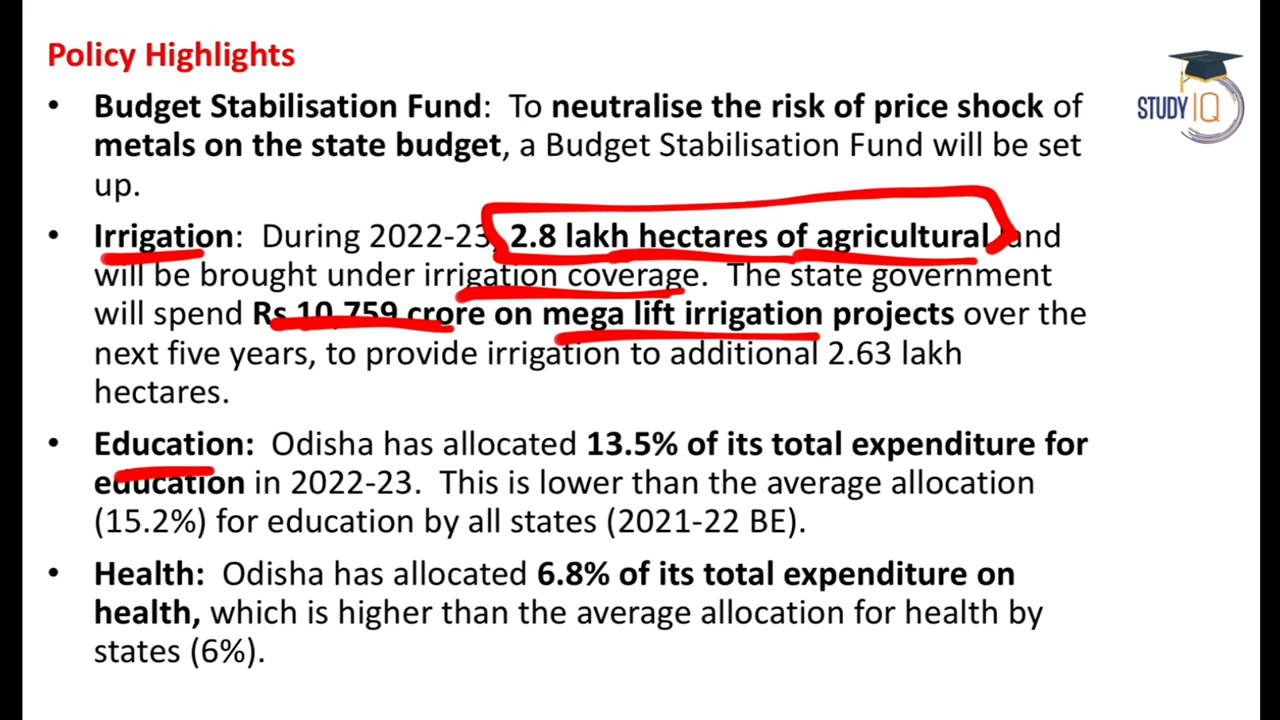 Policy Highlights
• Budget Stabilisation Fund: To neutralise the risk of price shock of
metals on the state budget, a Budget Stabilisation Fund will be set
up.
• Irrigation: During 2022-23, 2.8 lakh hectares of agricultural land
will be brought under irrigation coverage. The state government
will spend Rs 10,759 crore on mega lift irrigation projects over the
next five years, to provide irrigation to additional 2.63 lakh
hectares.
• Education: Odisha has allocated 13.5% of its total expenditure for
education in 2022-23. This is lower than the average allocation
(15.2%) for education by all states (2021-22 BE).
• Health: Odisha has allocated 6.8% of its total expenditure on
health, which is higher than the average allocation for health by
states (6%).
STUDY IQ